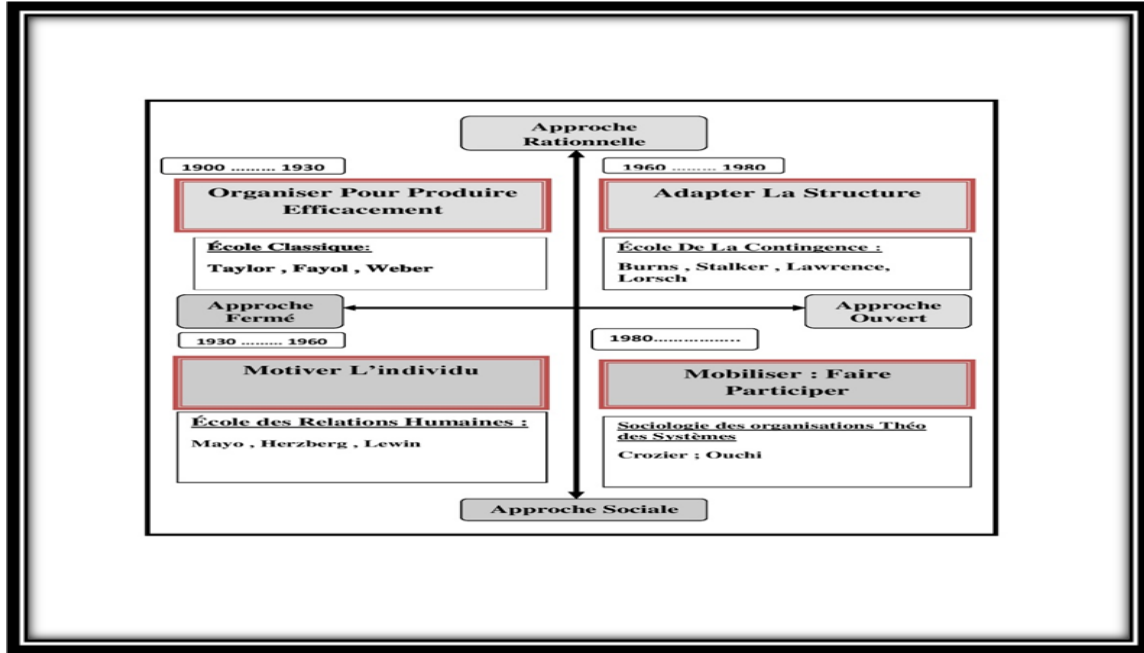 Approche
Rationnelle
1900 ......... 1930
Organiser Pour Produire
Efficacement
École Classique:
Taylor , Fayol , Weber
1960 ......... 1980
Adapter La Structure
École De La Contingence :
Burns , Stalker , Lawrence,
Lorsch
Approche
Fermé
Approche
Ouvert
1930 ......... 1960
Motiver L'individu
École des Relations Humaines :
Mayo , Herzberg , Lewin
1980................
Mobiliser : Faire
Participer
Sociologie des organisations Théo
des Systèmes
Crozier ; Ouchi
Approche Sociale